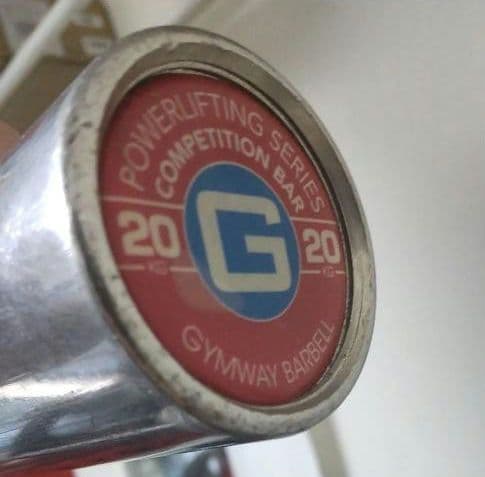 POWERLIFTING SERIES
COMPETITION BAR
20 KG
G
20 KG
GYMWAY BARBELL